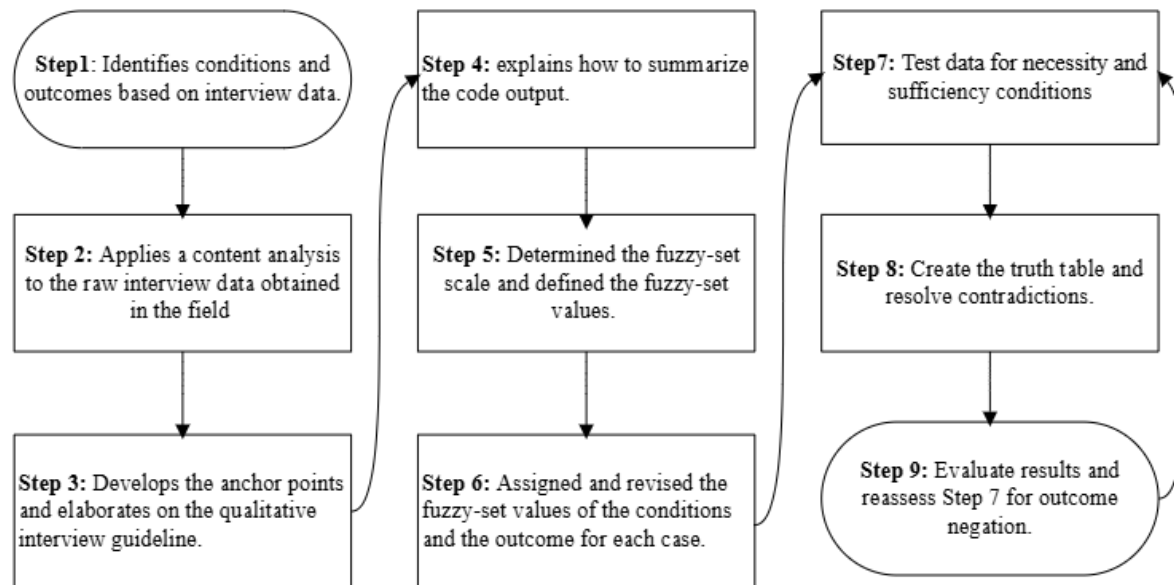 Step1: Identifies conditions and
outcomes based on interview data.
Step 2: Applies a content analysis
to the raw interview data obtained
in the field
Step 3: Develops the anchor points
and elaborates on the qualitative
interview guideline.
Step 4: explains how to summarize
the code output.
Step 5: Determined the fuzzy-set
scale and defined the fuzzy-set
values.
Step 6: Assigned and revised the
fuzzy-set values of the conditions
and the outcome for each case.
Step7: Test data for necessity and
sufficiency conditions
Step 8: Create the truth table and
resolve contradictions.
Step 9: Evaluate results and
reassess Step 7 for outcome
negation.